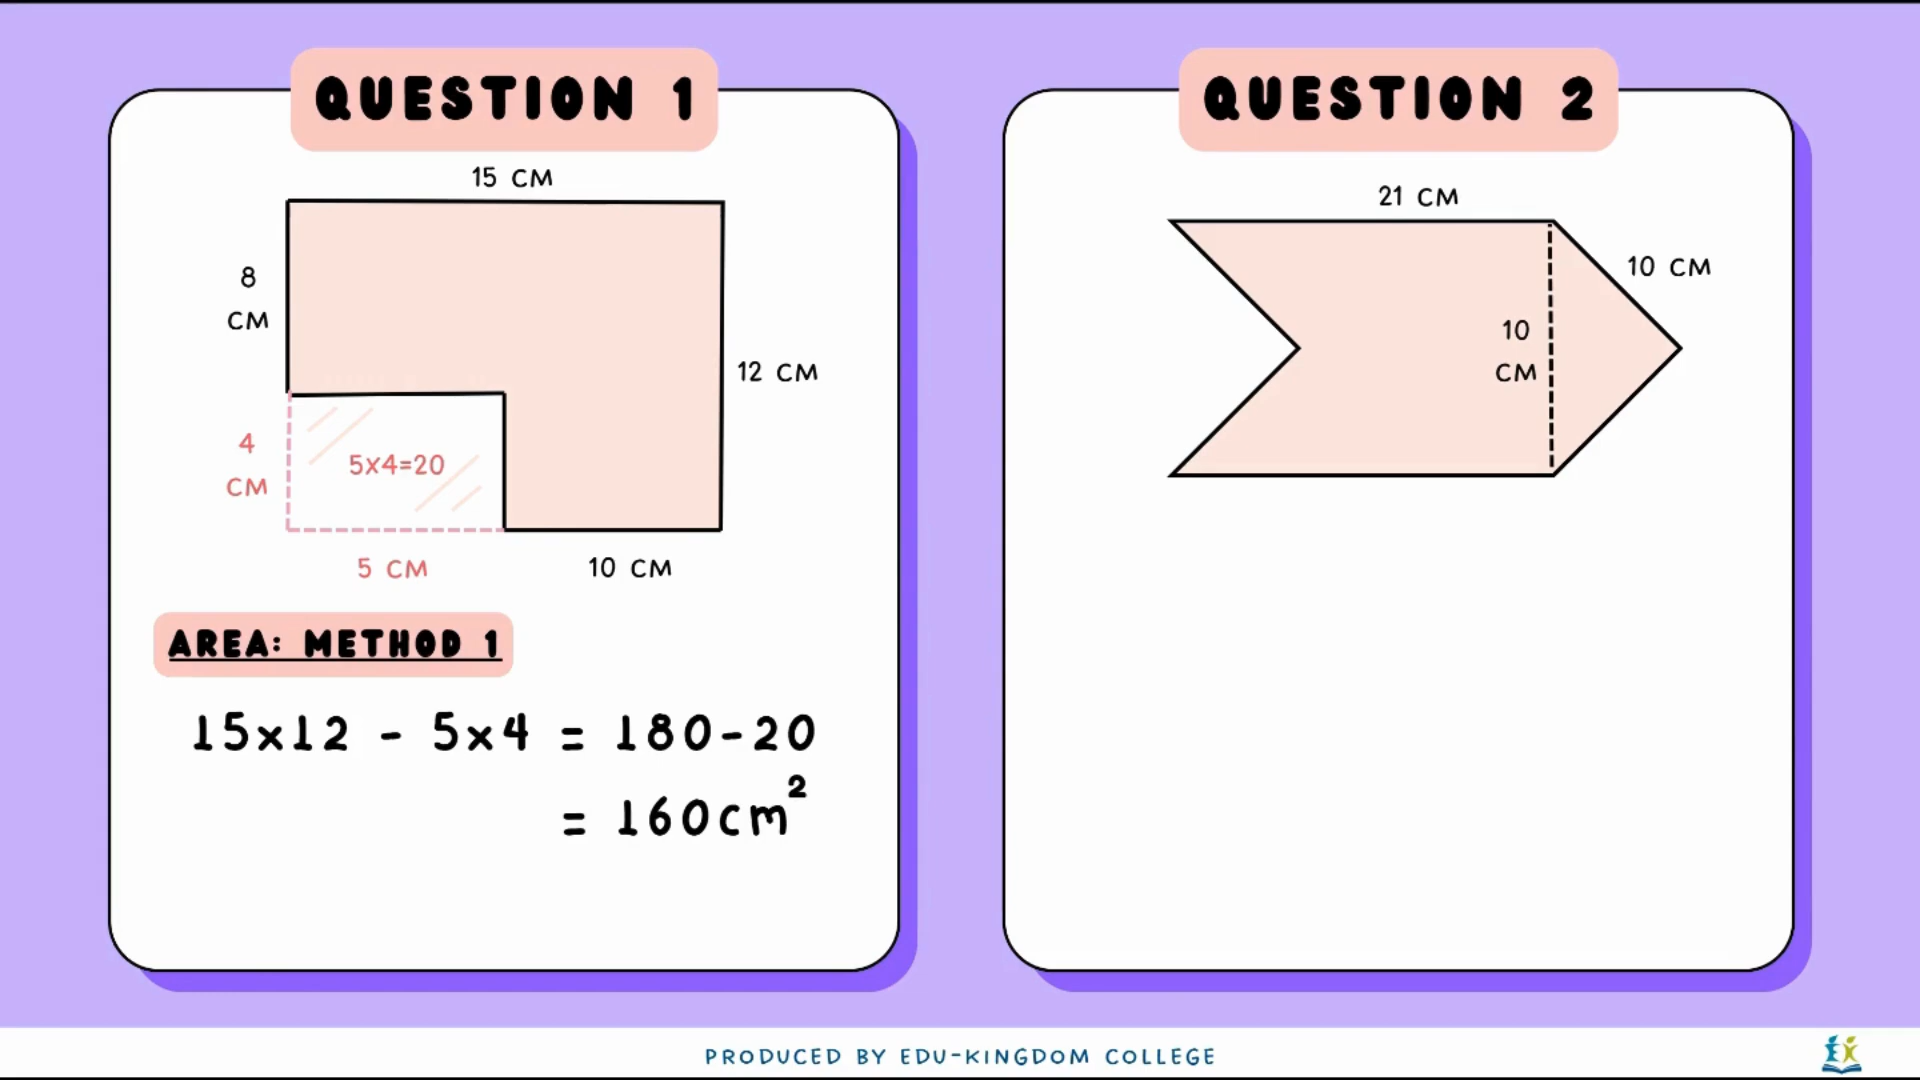 QUESTION 1
15 CM
8
CM
12 CM
4
CM
5x4=20
5 CM
10 CM
AREA: METHOD 1
15x12 - 5x4 = 180-20
= 160cm²
QUESTION 2
21 CM
10 CM
10
CM
PRODUCED BY EDU-KINGDOM COLLEGE